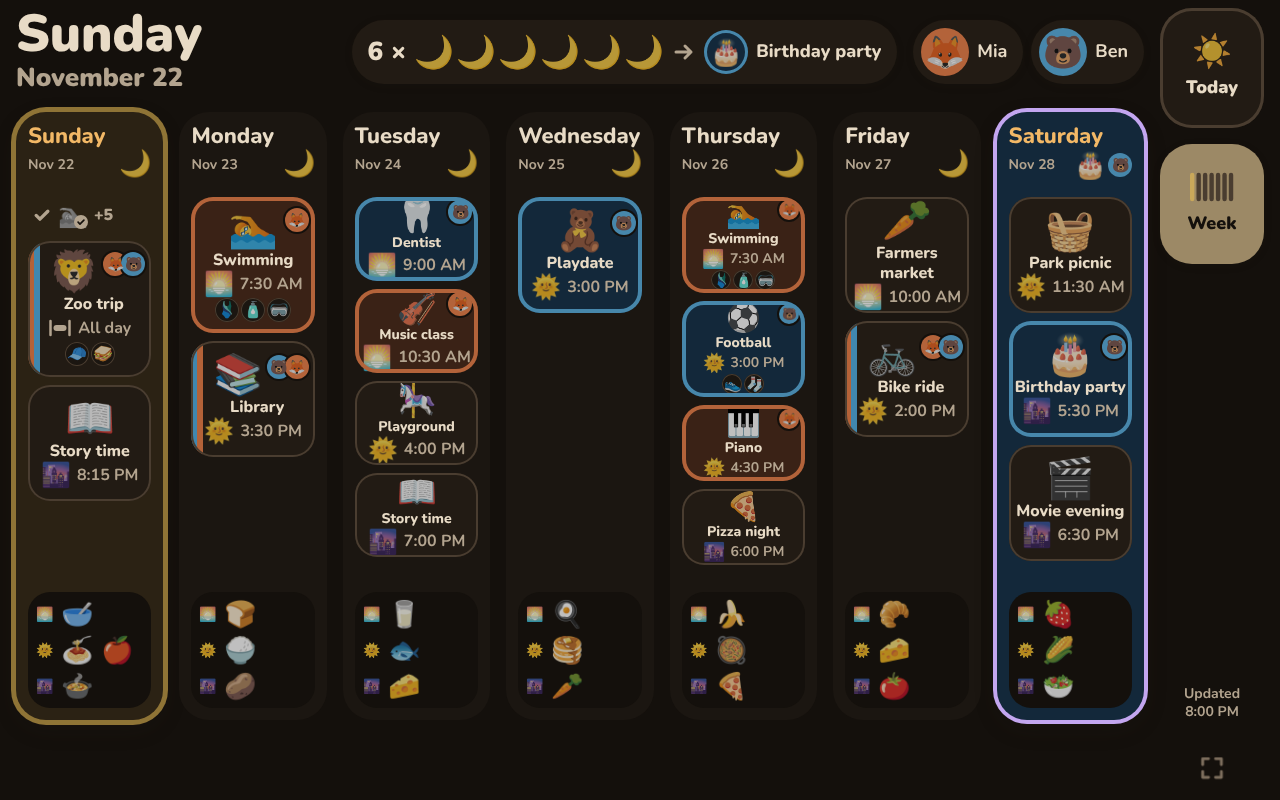 Sunday
November 22
6 ×
→ Birthday party
Mia
Ben
Today
Week
Sunday
Nov 22
+5
Zoo trip
All day
Story time
8:15 PM
Monday
Nov 23
Swimming
7:30 AM
Library
3:30 PM
Tuesday
Nov 24
Dentist
9:00 AM
Music class
10:30 AM
Playground
4:00 PM
Story time
7:00 PM
Wednesday
Nov 25
Playdate
3:00 PM
Thursday
Nov 26
Swimming
7:30 AM
Football
3:00 PM
Piano
4:30 PM
Pizza night
6:00 PM
Friday
Nov 27
Farmers
market
10:00 AM
Bike ride
2:00 PM
Saturday
Nov 28
Park picnic
11:30 AM
Birthday party
5:30 PM
Movie evening
6:30 PM
Updated
8:00 PM